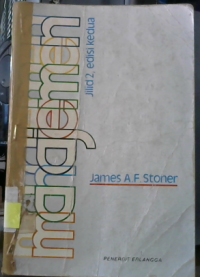 manajemen
Jilid 2, edisi kedua
James A.F. Stoner
PENERBIT ERLANGGA